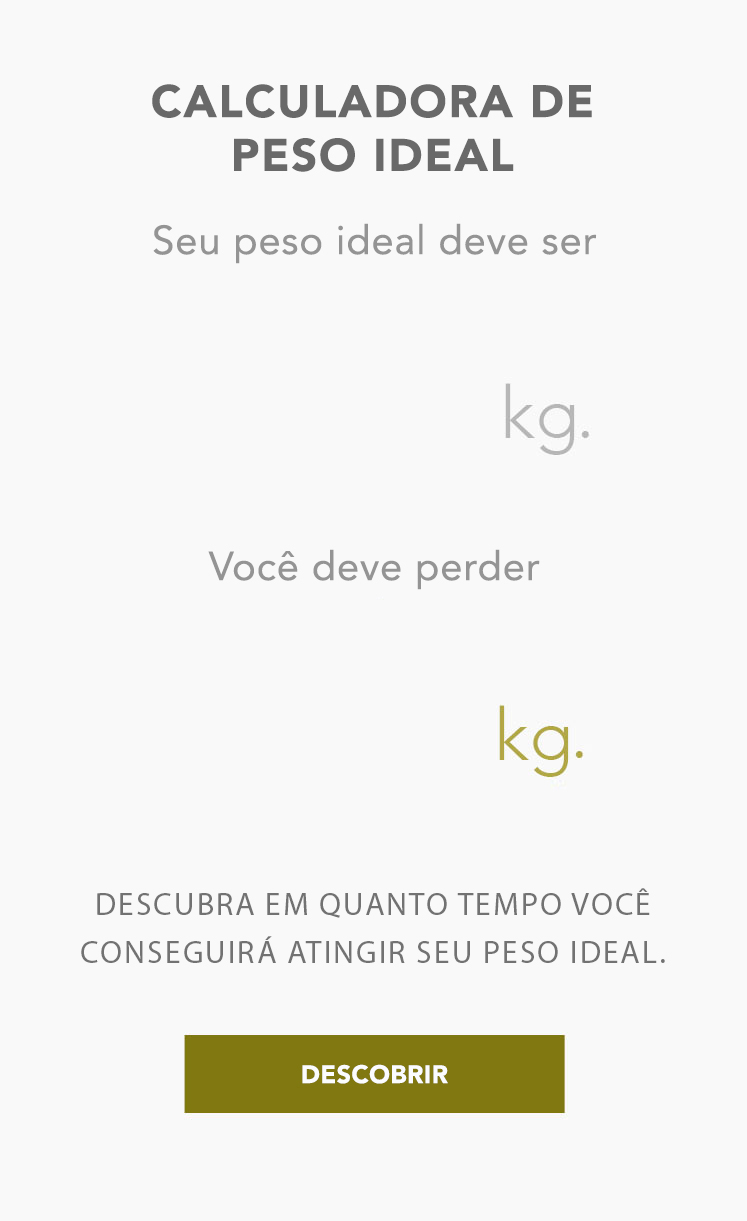 CALCULADORA DE
PESO IDEAL
Seu peso ideal deve ser
kg.
Você deve perder
kg.
DESCUBRA EM QUANTO TEMPO VOCÊ
CONSEGUIRÁ ATINGIR SEU PESO IDEAL.
DESCOBRIR